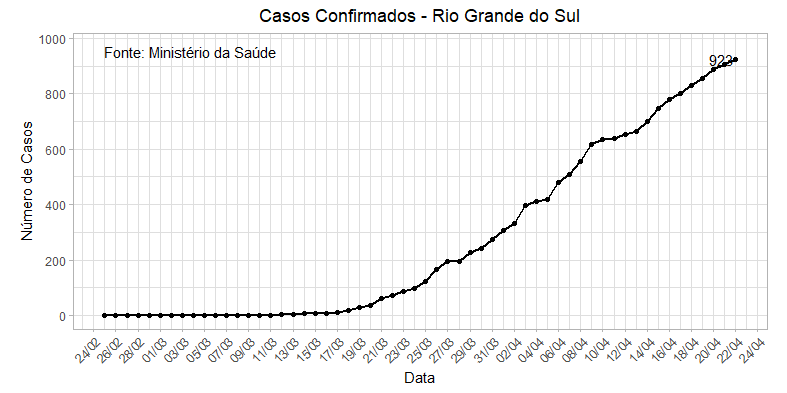 Casos Confirmados - Rio Grande do Sul
Fonte: Ministério da Saúde
923
1000
800
600
400
200
0
Número de Casos
24/02 26/02 28/02 01/03 03/03 05/03 07/03 09/03 11/03 13/03 15/03 17/03 19/03 21/03 23/03 25/03 27/03 29/03 31/03 02/04 04/04 06/04 08/04 10/04 12/04 14/04 16/04 18/04 20/04 22/04 24/04
Data